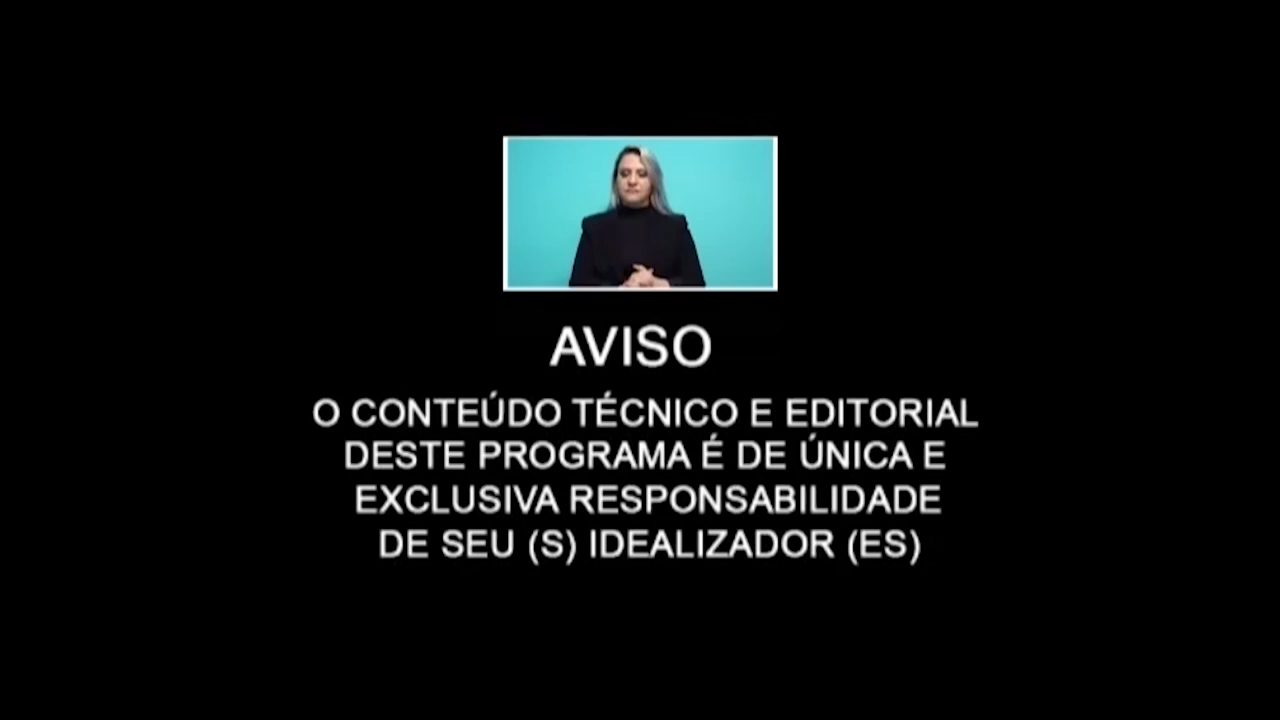 AVISO
O CONTEÚDO TÉCNICO E EDITORIAL
DESTE PROGRAMA É DE ÚNICA E
EXCLUSIVA RESPONSABILIDADE
DE SEU (S) IDEALIZADOR (ES)